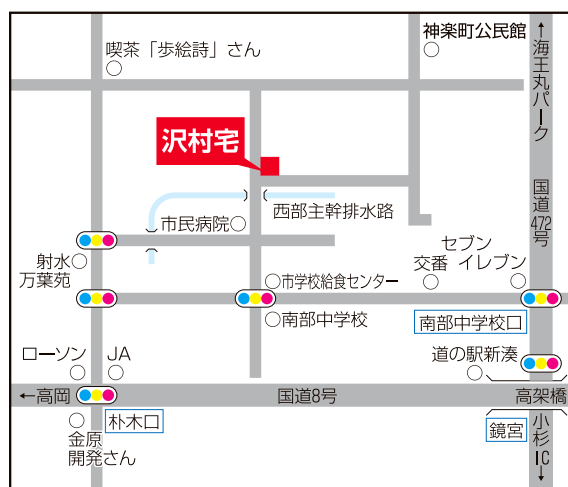 神楽町公民館
↑海王丸パーク
喫茶「歩絵詩」さん
沢村宅
国道472号
市民病院
西部主幹排水路
セブン
イレブン
交番
射水
万葉苑
市学校給食センター
南部中学校
南部中学校口
ローソン
JA
道の駅新湊
←高岡
国道8号
高架橋
朴木口
鏡宮
小杉IC↓
金原
開発さん